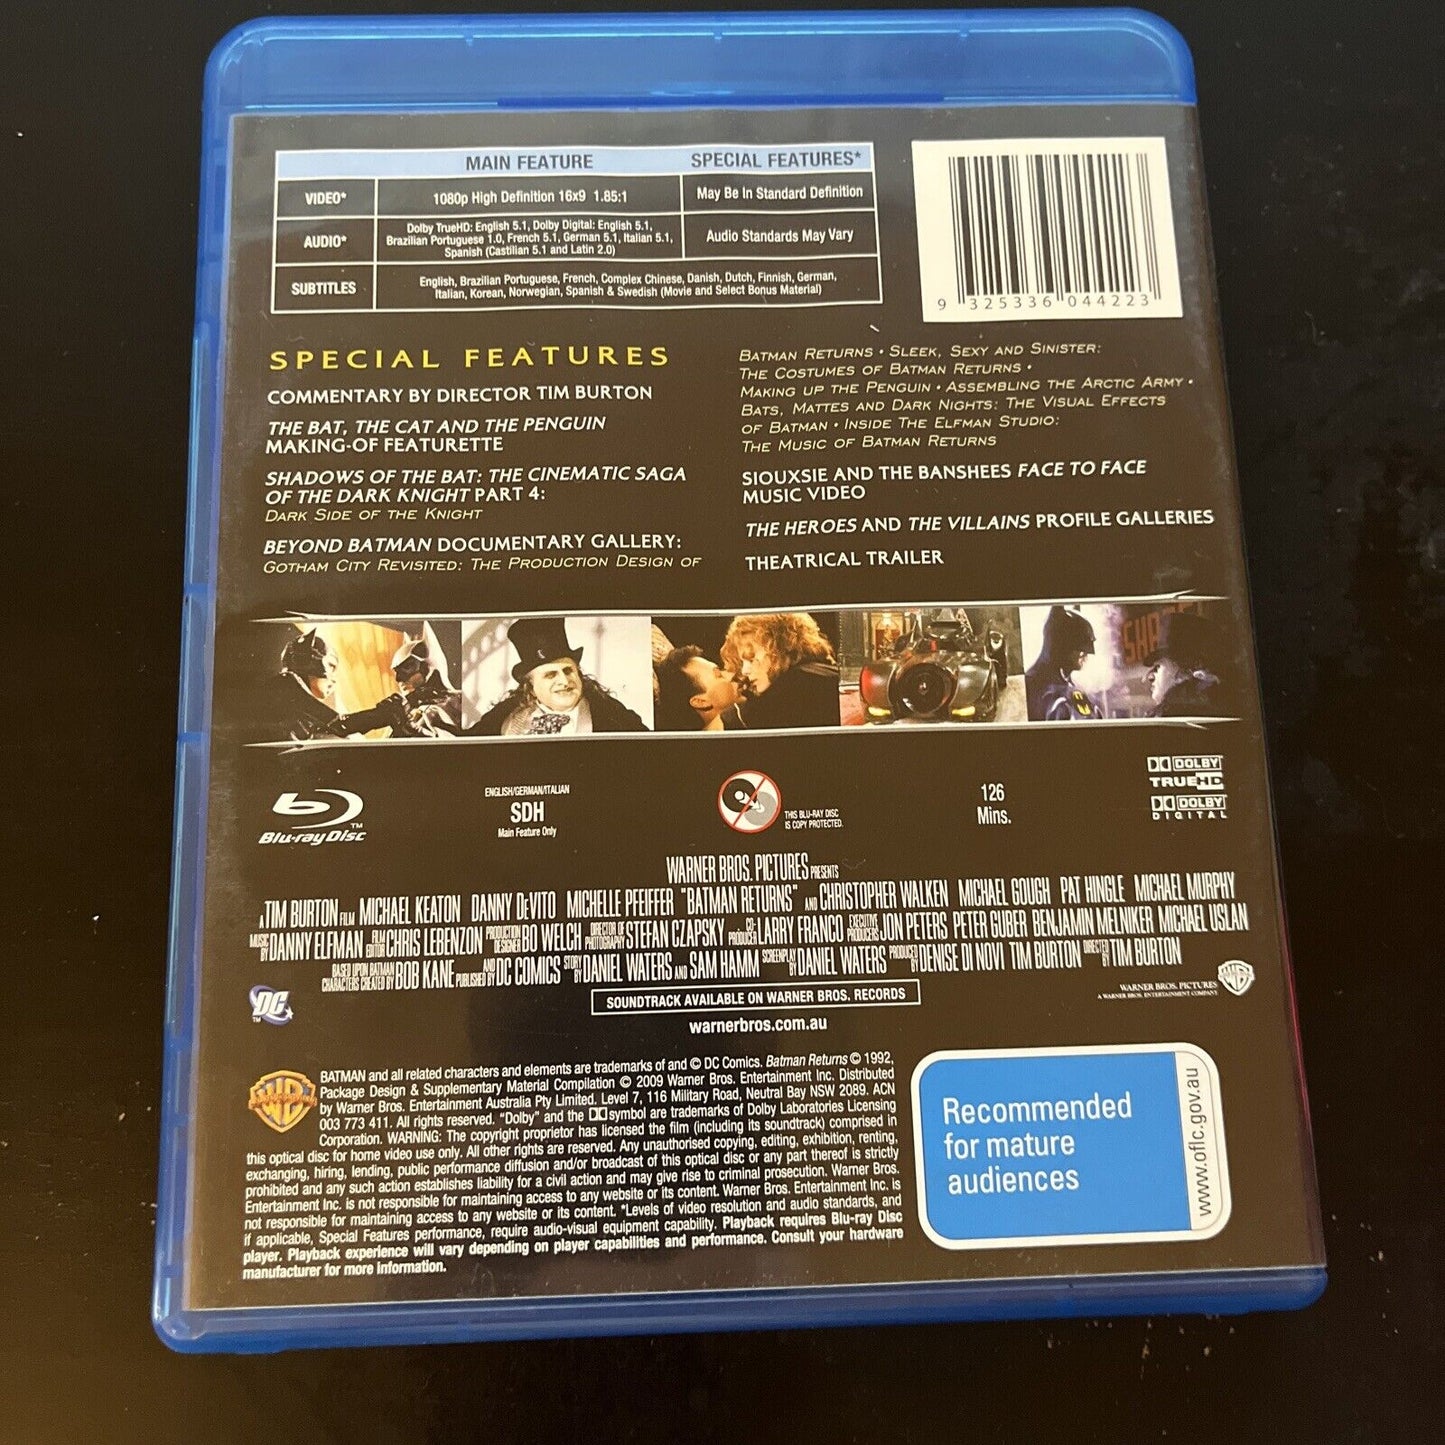 MAIN FEATURE SPECIAL FEATURES*
VIDEO* 1080p High Definition 16x9 1.85:1 May Be In Standard Definition
AUDIO* Dolby TrueHD: English 5.1, Dolby Digital: English 5.1,
Brazilian Portuguese 1.0, French 5.1, German 5.1, Italian 5.1,
Spanish (Castilian 5.1 and Latin 2.0)
Audio Standards May Vary
SUBTITLES English, Brazilian Portuguese, French, Complex Chinese, Danish, Dutch, Finnish, German,
Italian, Korean, Norwegian, Spanish & Swedish (Movie and Select Bonus Material)
9 325336 044223
SPECIAL FEATURES
COMMENTARY BY DIRECTOR TIM BURTON
THE BAT, THE CAT AND THE PENGUIN
MAKING-OF FEATURETTE
SHADOWS OF THE BAT: THE CINEMATIC SAGA
OF THE DARK KNIGHT PART 4:
DARK SIDE OF THE KNIGHT
BEYOND BATMAN DOCUMENTARY GALLERY:
GOTHAM CITY REVISITED: THE PRODUCTION DESIGN OF
BATMAN RETURNS • SLEEK, SEXY AND SINISTER:
THE COSTUMES OF BATMAN RETURNS •
MAKING UP THE PENGUIN • ASSEMBLING THE ARCTIC ARMY •
BATS, MATTES AND DARK NIGHTS: THE VISUAL EFFECTS
OF BATMAN • INSIDE THE ELFMAN STUDIO:
THE MUSIC OF BATMAN RETURNS
SIOUXSIE AND THE BANSHEES FACE TO FACE
MUSIC VIDEO
THE HEROES AND THE VILLAINS PROFILE GALLERIES
THEATRICAL TRAILER
Blu-ray Disc™
ENGLISH/GERMAN/ITALIAN
SDH
Main Feature Only
THIS BLU-RAY DISC
IS COPY PROTECTED.
126
Mins.
DOLBY
TRUEHD
DOLBY
DIGITAL
WARNER BROS. PICTURES PRESENTS
A TIM BURTON FILM MICHAEL KEATON DANNY DeVITO MICHELLE PFEIFFER "BATMAN RETURNS" AND CHRISTOPHER WALKEN MICHAEL GOUGH PAT HINGLE MICHAEL MURPHY
MUSIC BY DANNY ELFMAN FILM EDITOR CHRIS LEBENZON PRODUCTION DESIGNER BO WELCH DIRECTOR OF PHOTOGRAPHY STEFAN CZAPSKY CO-PRODUCER LARRY FRANCO EXECUTIVE PRODUCERS JON PETERS PETER GUBER BENJAMIN MELNIKER MICHAEL USLAN
BASED UPON BATMAN CHARACTERS CREATED BY BOB KANE AND PUBLISHED BY DC COMICS STORY BY DANIEL WATERS AND SAM HAMM SCREENPLAY BY DANIEL WATERS PRODUCED BY DENISE DI NOVI TIM BURTON DIRECTED BY TIM BURTON
DC™
SOUNDTRACK AVAILABLE ON WARNER BROS. RECORDS
WARNER BROS. PICTURES
A WARNER BROS. ENTERTAINMENT COMPANY
warnerbros.com.au
BATMAN and all related characters and elements are trademarks of and © DC Comics. Batman Returns © 1992,
Package Design & Supplementary Material Compilation © 2009 Warner Bros. Entertainment Inc. Distributed
by Warner Bros. Entertainment Australia Pty Limited. Level 7, 116 Military Road, Neutral Bay NSW 2089. ACN
003 773 411. All rights reserved. "Dolby" and the DD symbol are trademarks of Dolby Laboratories Licensing
Corporation. WARNING: The copyright proprietor has licensed the film (including its soundtrack) comprised in
this optical disc for home video use only. All other rights are reserved. Any unauthorised copying, editing, exhibition, renting,
exchanging, hiring, lending, public performance diffusion and/or broadcast of this optical disc or any part thereof is strictly
prohibited and any such action establishes liability for a civil action and may give rise to criminal prosecution. Warner Bros.
Entertainment Inc. is not responsible for maintaining access to any website or its content. Warner Bros. Entertainment Inc. is
not responsible for maintaining access to any website or its content. *Levels of video resolution and audio standards, and
if applicable, Special Features performance, require audio-visual equipment capability. Playback requires Blu-ray Disc
player. Playback experience will vary depending on player capabilities and performance. Consult your hardware
manufacturer for more information.
Recommended
for mature
audiences
www.oflc.gov.au